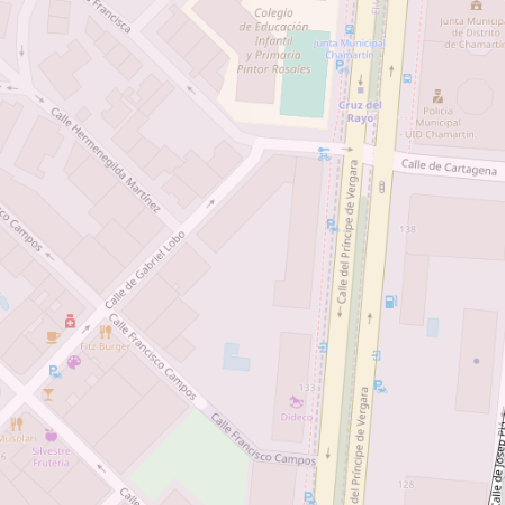 Francisca
Colegio
de Educación
Infantil
y Primaria
Pintor Rosales
Junta Municipal
Chamartín
Junta Municipal
de Distrito
de Chamartín
Cruz del
Rayo
Policía
Municipal
UID Chamartín
Calle Hermenegilda Martínez
Calle de Cartagena
Calle del Príncipe de Vergara
138
Campos
Calle de Gabriel Lobo
Fitz Burger
Calle Francisco Campos
133
Dideco
del Príncipe de Vergara
Silvestre
Frutería
6
Calle Francisco Campos
Calle
128
Calle de Josep Plá